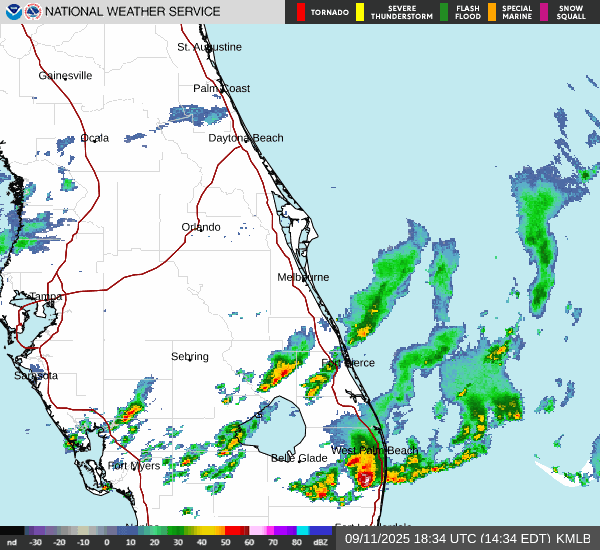 NATIONAL WEATHER SERVICE
TORNADO
SEVERE THUNDERSTORM
FLASH FLOOD
SPECIAL MARINE
SNOW SQUALL
St. Augustine
Gainesville
Palm Coast
Ocala
Daytona Beach
Orlando
Melbourne
Tampa
Sebring
Fort Pierce
Sarasota
West Palm Beach
Belle Glade
Fort Myers
nd -30 -20 -10 0 10 20 30 40 50 60 70 80 dBZ
09/11/2025 18:34 UTC (14:34 EDT) KMLB